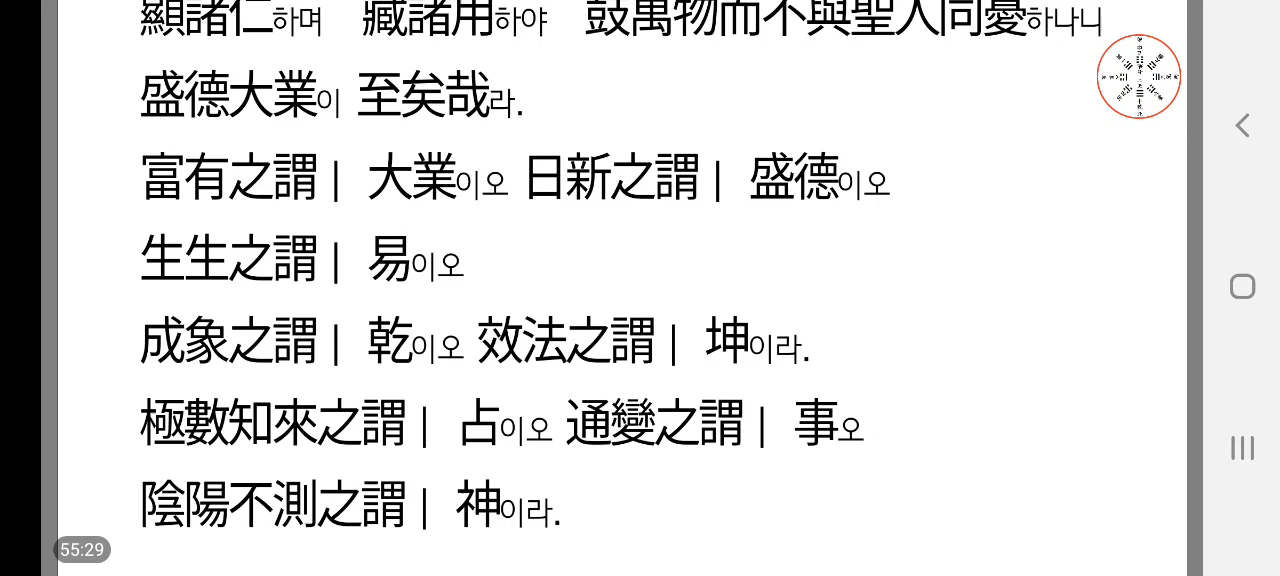 顯諸仁하며 藏諸用하야 鼓萬物而不與聖人同憂하나니
盛德大業이 至矣哉라.
富有之謂ㅣ 大業이오 日新之謂ㅣ 盛德이오
生生之謂ㅣ 易이오
成象之謂ㅣ 乾이오 效法之謂ㅣ 坤이라.
極數知來之謂ㅣ 占이오 通變之謂ㅣ 事오
陰陽不測之謂ㅣ 神이라.
55:29